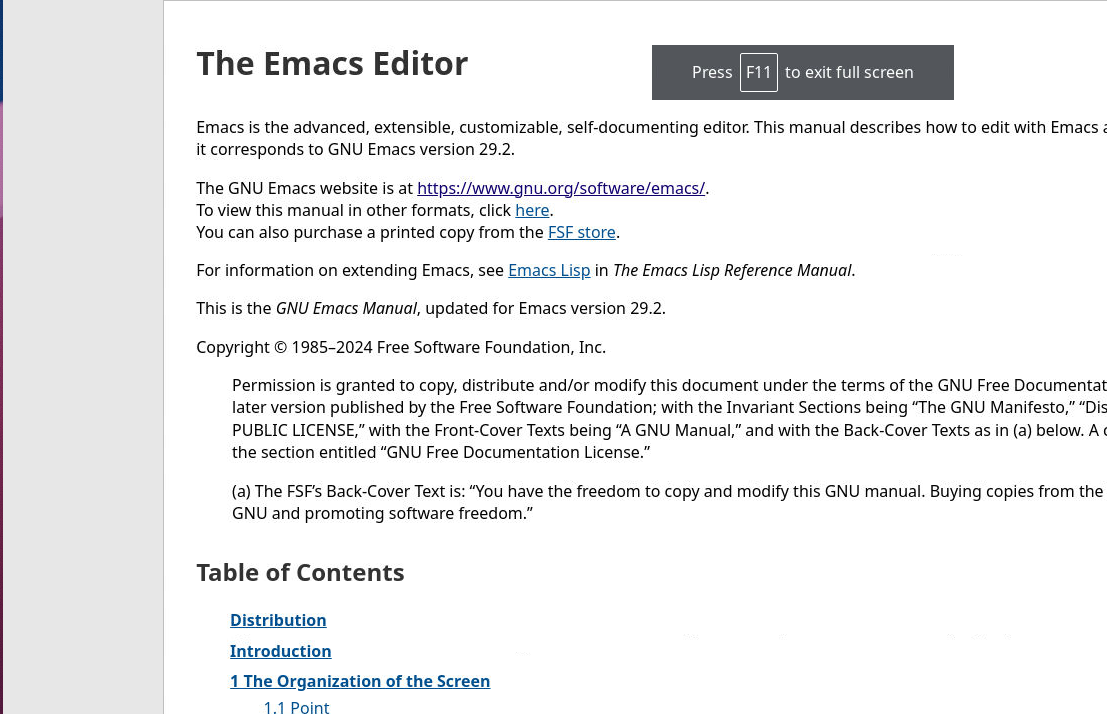 The Emacs Editor
Press F11 to exit full screen
Emacs is the advanced, extensible, customizable, self-documenting editor. This manual describes how to edit with Emacs
it corresponds to GNU Emacs version 29.2.
The GNU Emacs website is at https://www.gnu.org/software/emacs/.
To view this manual in other formats, click here.
You can also purchase a printed copy from the FSF store.
For information on extending Emacs, see Emacs Lisp in The Emacs Lisp Reference Manual.
This is the GNU Emacs Manual, updated for Emacs version 29.2.
Copyright © 1985–2024 Free Software Foundation, Inc.
Permission is granted to copy, distribute and/or modify this document under the terms of the GNU Free Documentat
later version published by the Free Software Foundation; with the Invariant Sections being “The GNU Manifesto,” “Dis
PUBLIC LICENSE,” with the Front-Cover Texts being “A GNU Manual,” and with the Back-Cover Texts as in (a) below. A
the section entitled “GNU Free Documentation License.”
(a) The FSF’s Back-Cover Text is: “You have the freedom to copy and modify this GNU manual. Buying copies from the
GNU and promoting software freedom.”
Table of Contents
Distribution
Introduction
1 The Organization of the Screen
1.1 Point